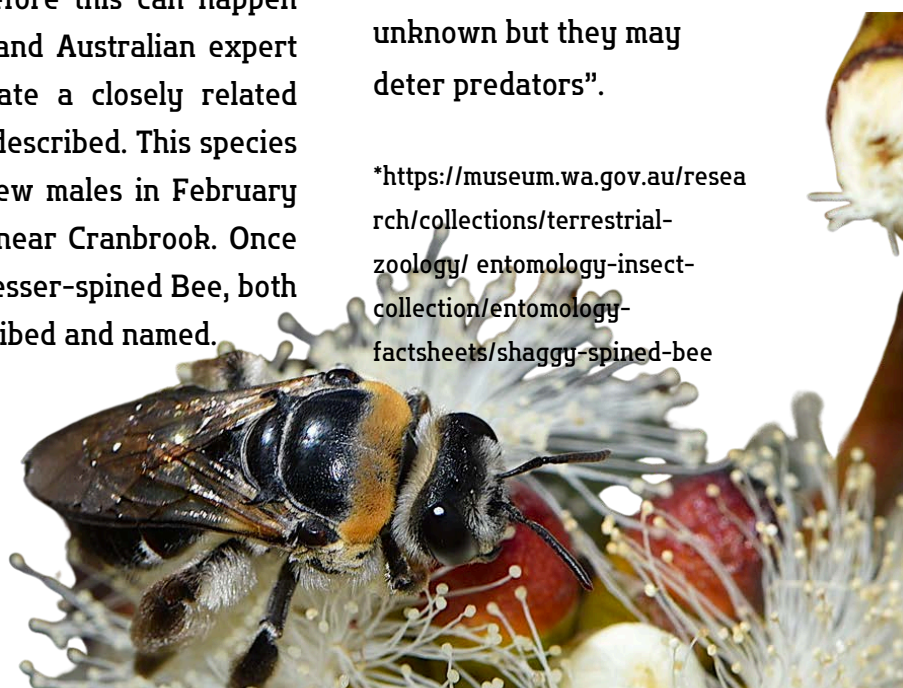 efore this can happen
and Australian expert
ate a closely related
described. This species
ew males in February
near Cranbrook. Once
esser-spined Bee, both
ibed and named.
unknown but they may
deter predators”.
*https://museum.wa.gov.au/resea
rch/collections/terrestrial-
zoology/ entomology-insect-
collection/entomology-
factsheets/shaggy-spined-bee